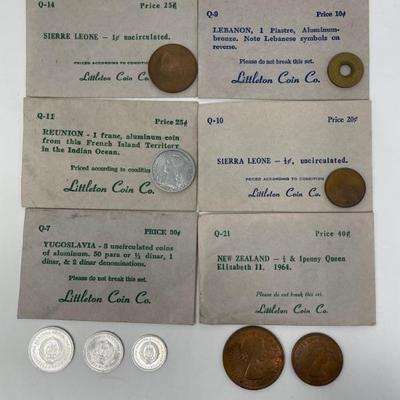 Q-14 Price 25¢
SIERRE LEONE - 1¢ uncirculated.
PRICED ACCORDING TO CONDITION
Littleton Coin Co.
Q-9 Price 10¢
LEBANON, 1 Piastre, Aluminum-
bronze. Note Lebanese symbols on
reverse.
Please do not break this set.
Littleton Coin Co.
Q-11 Price 25¢
REUNION - 1 franc, aluminum coin
from this French Island Territory
in the Indian Ocean.
Priced according to condition
Littleton Coin Co.
Q-10 Price 20¢
SIERRA LEONE - ½¢, uncirculated.
PRICED ACCORDING TO CONDITION
Littleton Coin Co.
Q-7 PRICE 30¢
YUGOSLAVIA - 3 uncirculated coins
of aluminum. 50 para or ½ dinar, 1
dinar, & 2 dinar denominations.
Please do not break this set.
Littleton Coin Co.
Q-21 Price 40¢
NEW ZEALAND - ½ & 1penny Queen
Elizabeth II. 1964.
Please do not break this set.
Littleton Coin Co.